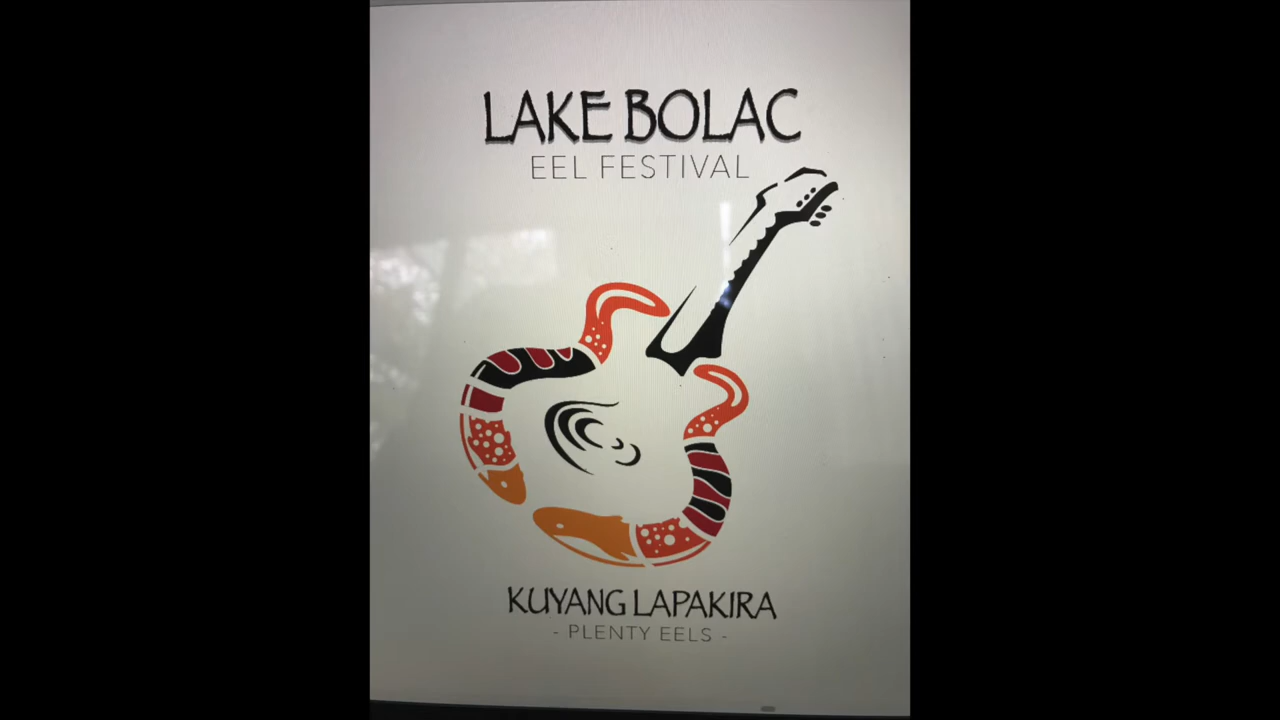 LAKE BOLAC
EEL FESTIVAL
KUYANG LAPAKIRA
- PLENTY EELS -